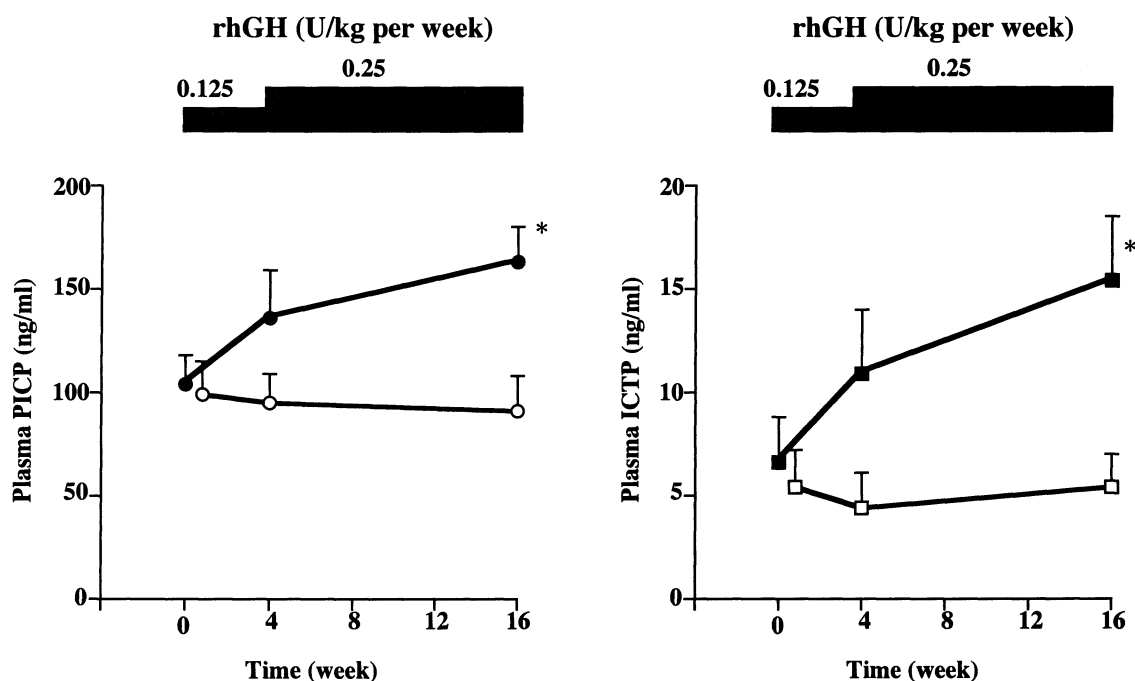 rhGH (U/kg per week)
0.25
0.125
200
150
100
50
0
Plasma PICP (ng/ml)
*
0 4 8 12 16
Time (week)
rhGH (U/kg per week)
0.25
0.125
20
15
10
5
0
Plasma ICTP (ng/ml)
*
0 4 8 12 16
Time (week)